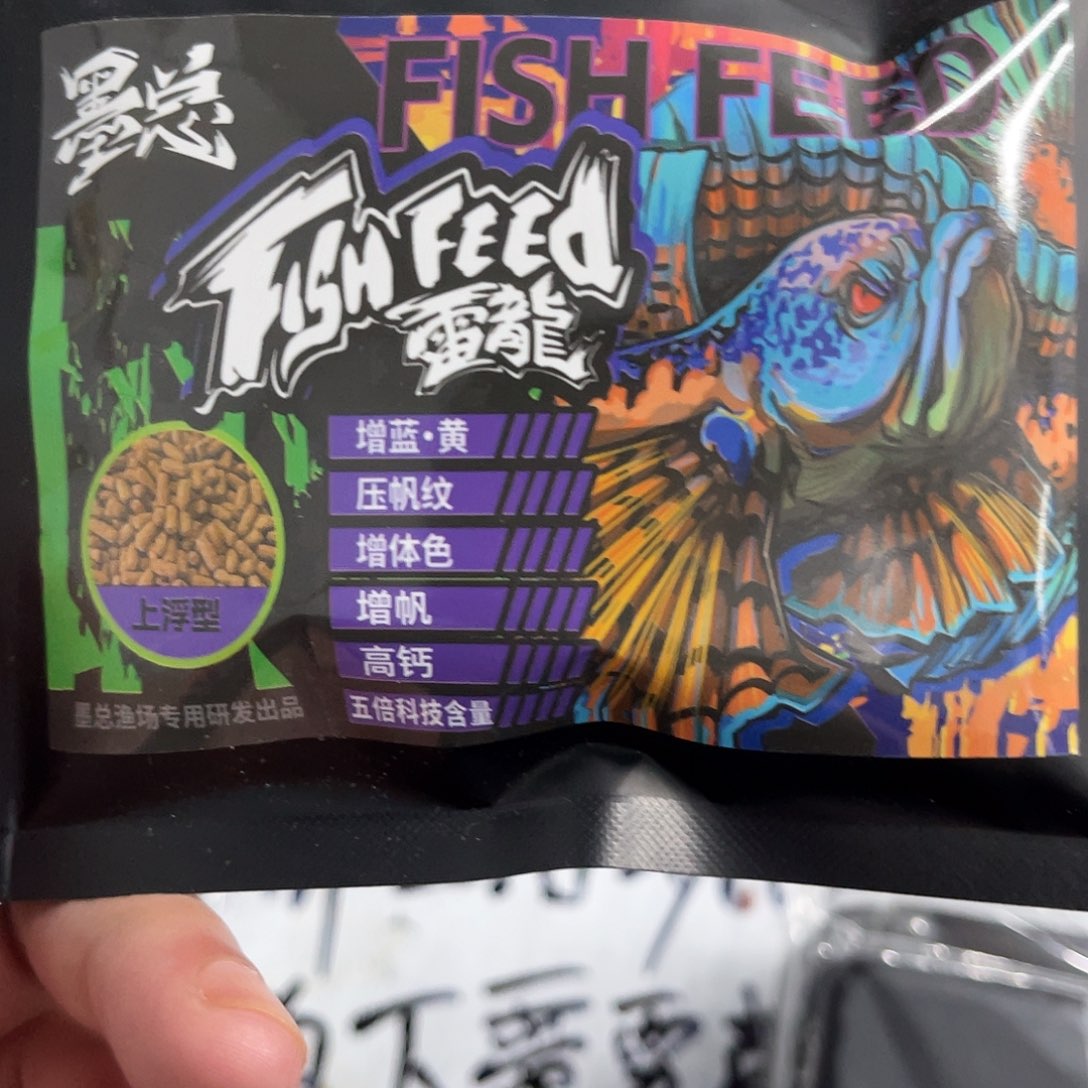 墨总
FISH FEED
FISH FEED
雷龍
增蓝·黄
压帆纹
增体色
增帆
高钙
五倍科技含量
上浮型
墨总渔场专用研发出品